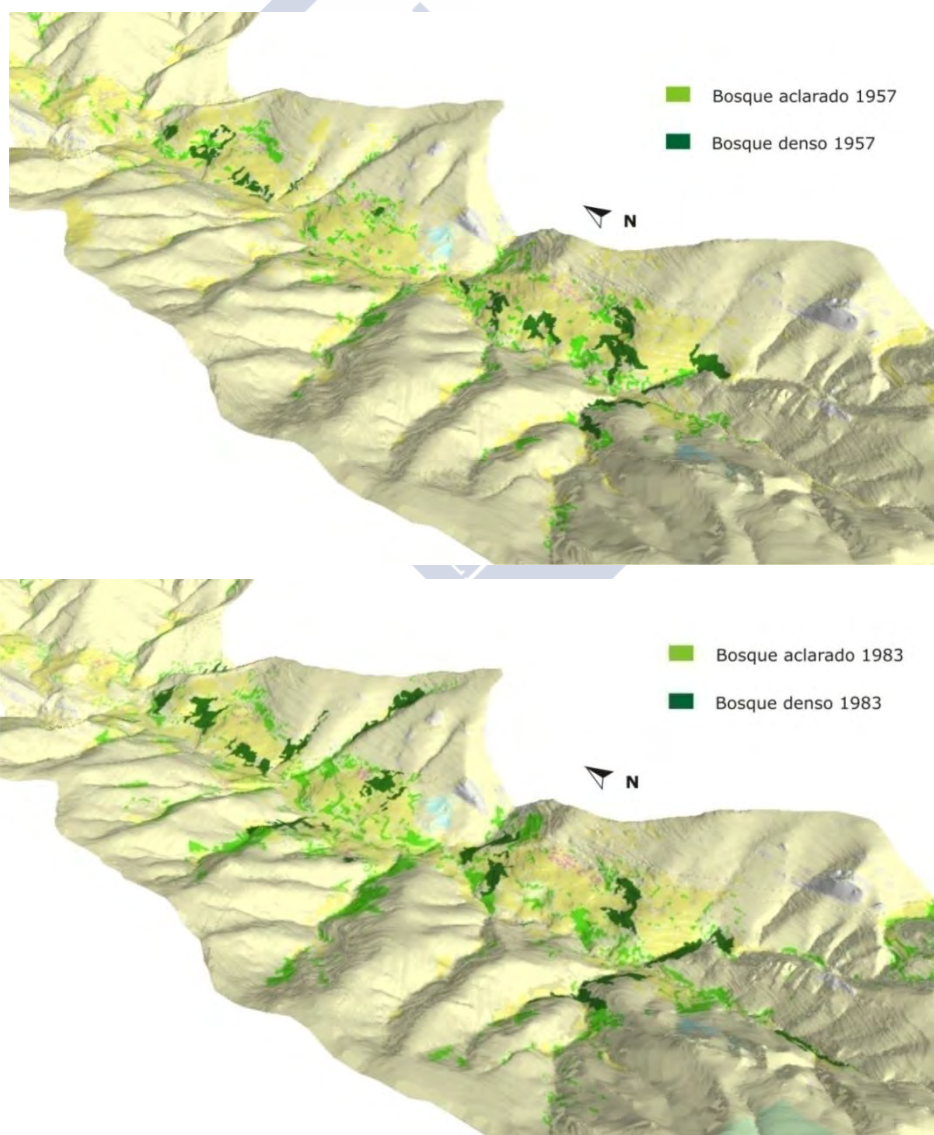 Bosque aclarado 1957
Bosque denso 1957
N
Bosque aclarado 1983
Bosque denso 1983
N